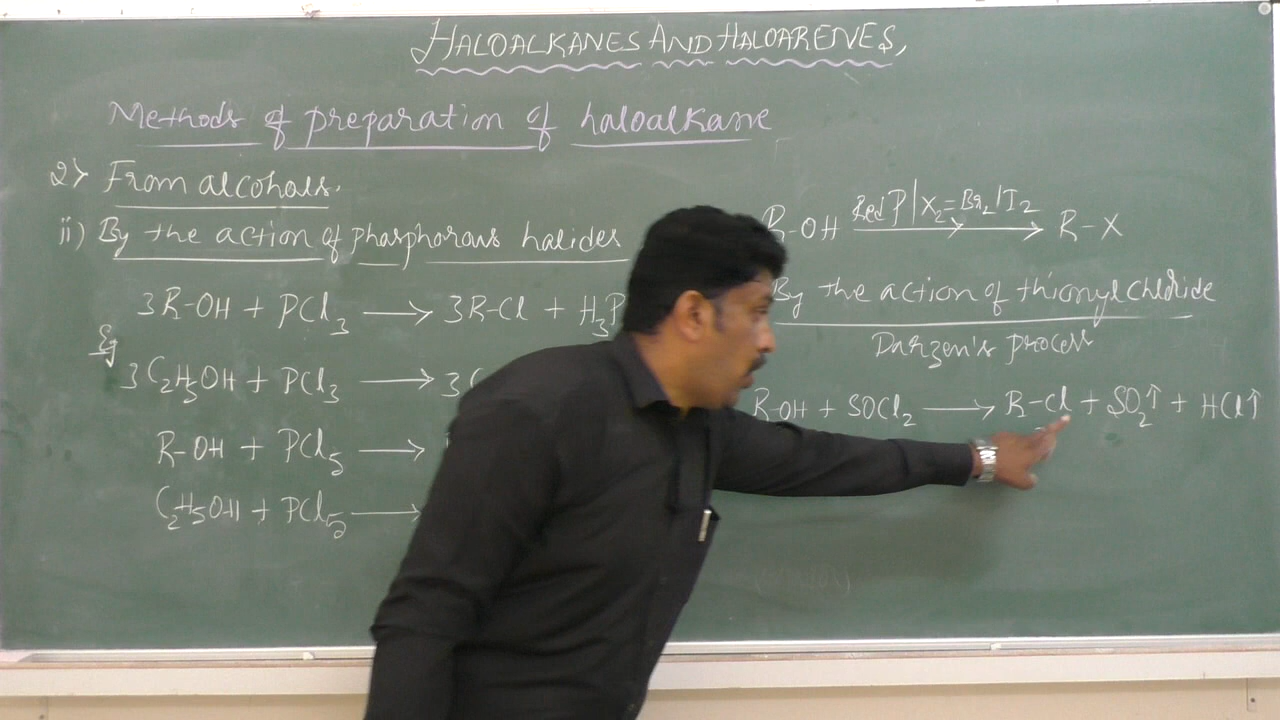 HALOALKANES AND HALOARENES,
Methods of preparation of haloalkane
2> From alcohols.
ii) By the action of phosphorous halides
3R-OH + PCl3 → 3R-Cl + H3P
Eg
3C2H5OH + PCl3 → 3C
R-OH + PCl5 →
C2H5OH + PCl5 →
R-OH Red P/X2=Br2/I2 → R-X
By the action of thionyl chloride
Darzen's process
R-OH + SOCl2 → R-Cl + SO2↑ + HCl↑